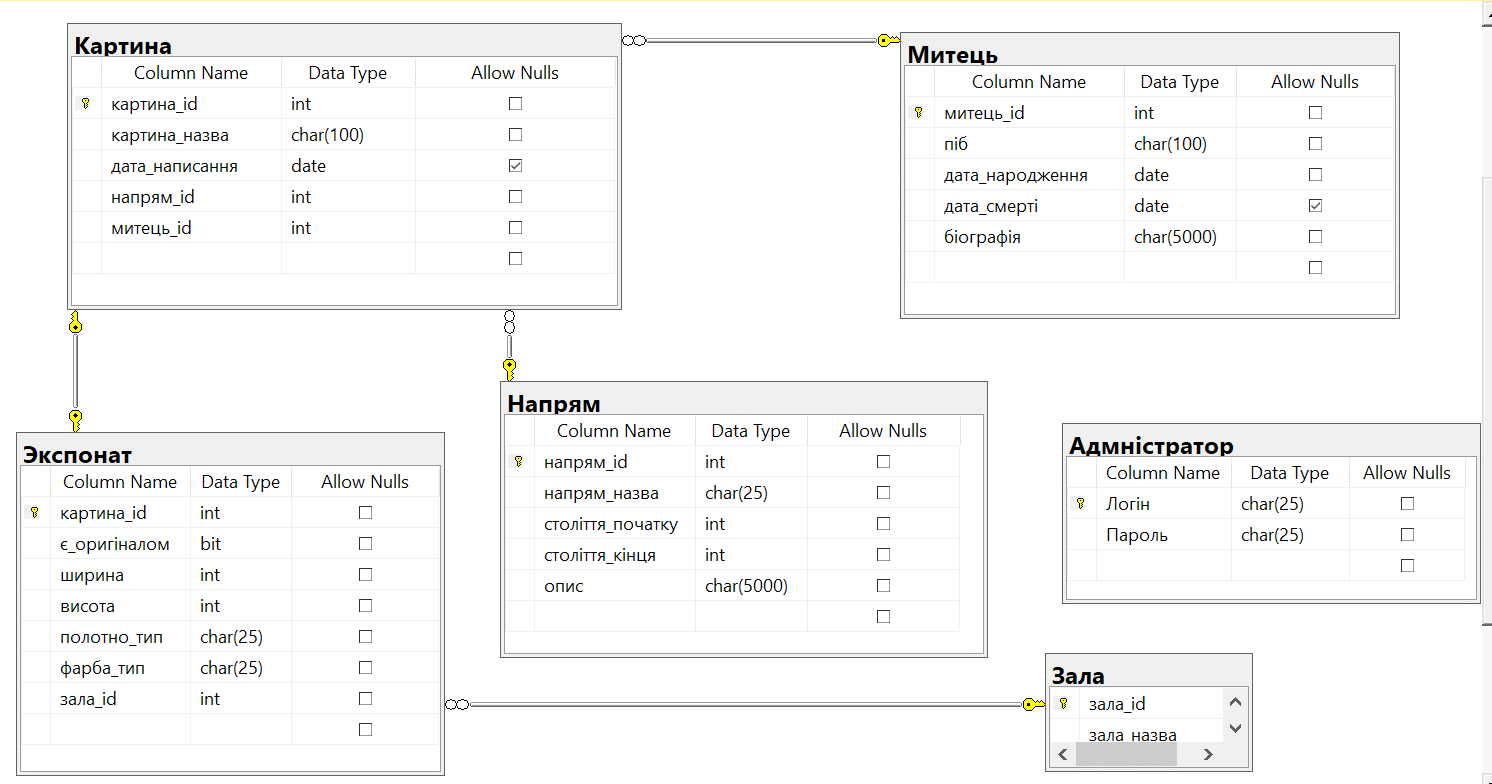 Картина
Column Name Data Type Allow Nulls
картина_id int
картина_назва char(100)
дата_написання date
напрям_id int
митець_id int
Митець
Column Name Data Type Allow Nulls
митець_id int
піб char(100)
дата_народження date
дата_смерті date
біографія char(5000)
Экспонат
Column Name Data Type Allow Nulls
картина_id int
є_оригіналом bit
ширина int
висота int
полотно_тип char(25)
фарба_тип char(25)
зала_id int
Напрям
Column Name Data Type Allow Nulls
напрям_id int
напрям_назва char(25)
століття_початку int
століття_кінця int
опис char(5000)
Адмністратор
Column Name Data Type Allow Nulls
Логін char(25)
Пароль char(25)
Зала
зала_id
зала_назва